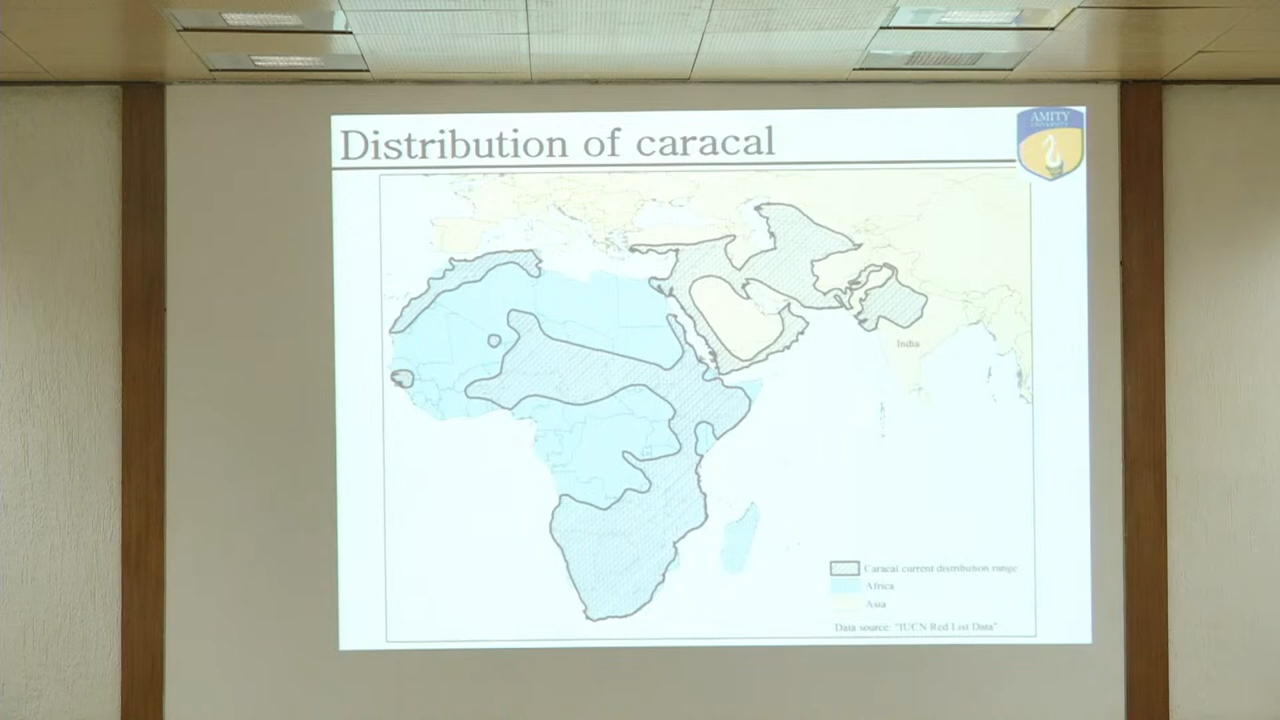 Distribution of caracal
AMITY
UNIVERSITY
India
Caracal current distribution range
Africa
Asia
Data source: "IUCN Red List Data"